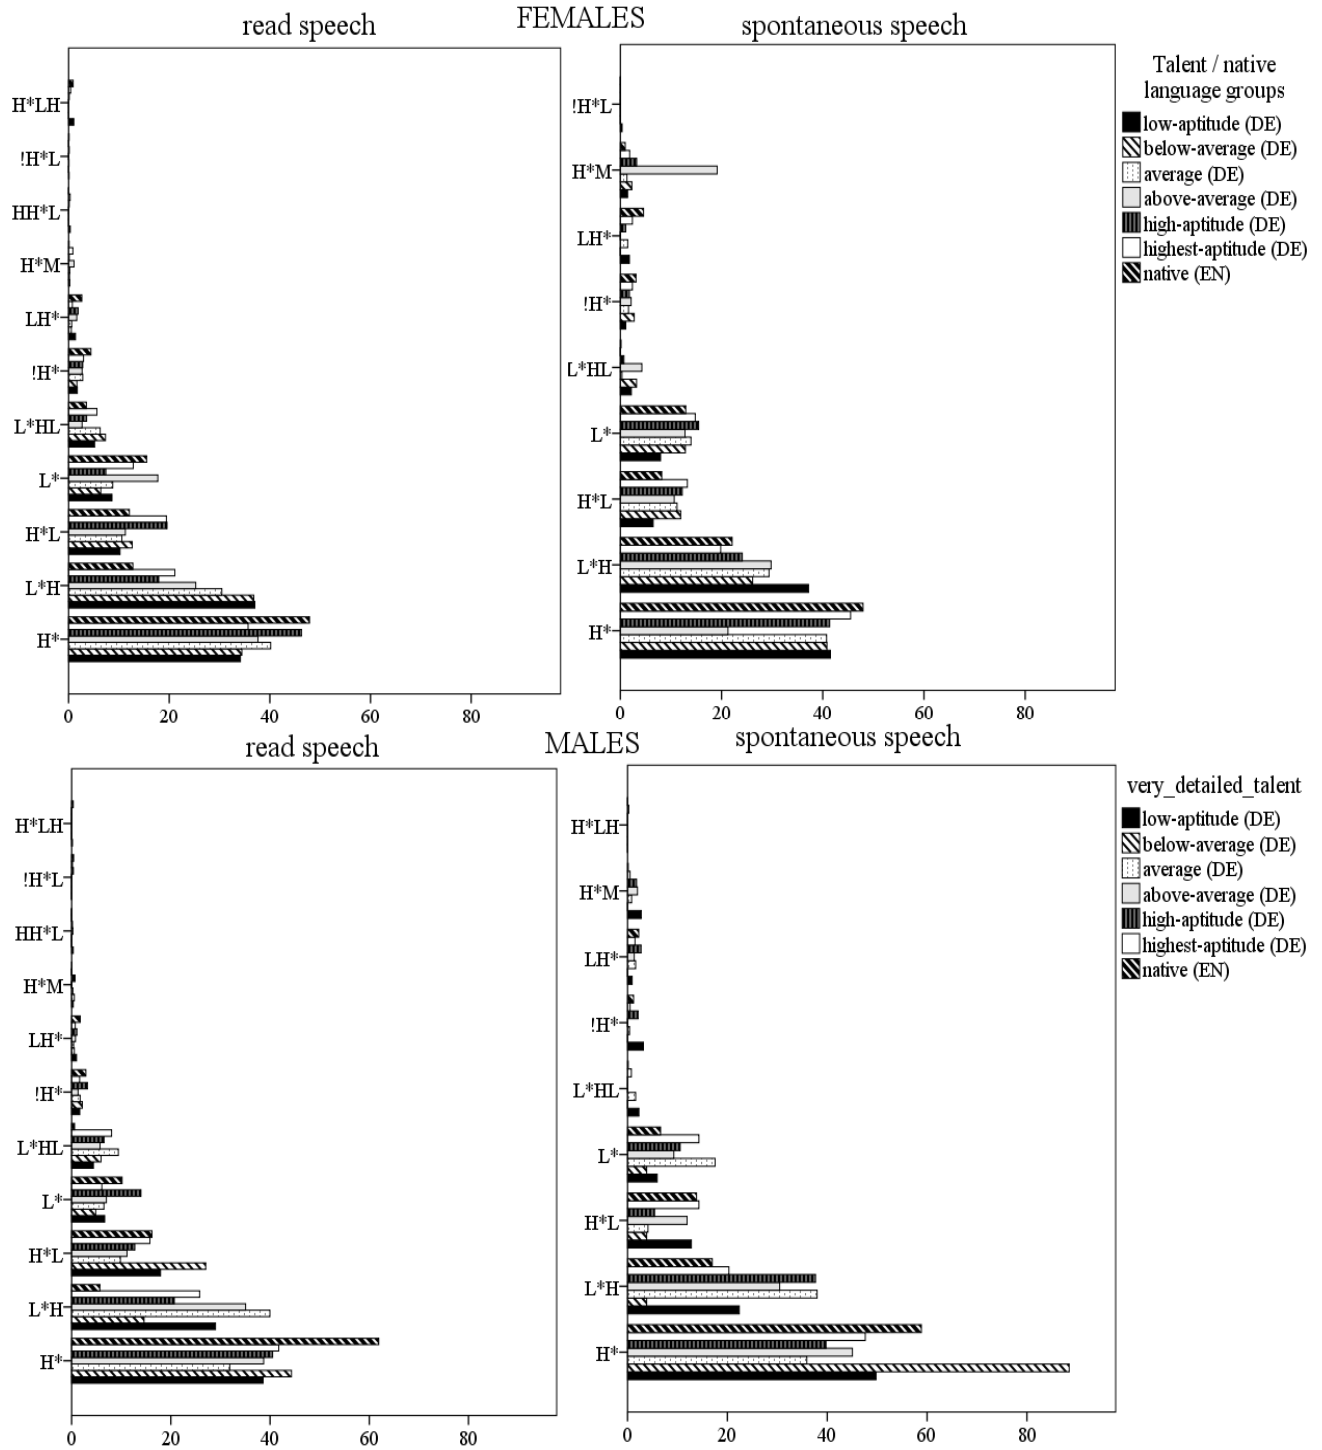 FEMALES
read speech
spontaneous speech
H*LH
!H*L
HH*L
H*M
LH*
!H*
L*HL
L*
H*L
L*H
H*
0 20 40 60 80
!H*L
H*M
LH*
!H*
L*HL
L*
H*L
L*H
H*
0 20 40 60 80
Talent / native
language groups
low-aptitude (DE)
below-average (DE)
average (DE)
above-average (DE)
high-aptitude (DE)
highest-aptitude (DE)
native (EN)
MALES
read speech
spontaneous speech
H*LH
!H*L
HH*L
H*M
LH*
!H*
L*HL
L*
H*L
L*H
H*
0 20 40 60 80
H*LH
H*M
LH*
!H*
L*HL
L*
H*L
L*H
H*
0 20 40 60 80
very_detailed_talent
low-aptitude (DE)
below-average (DE)
average (DE)
above-average (DE)
high-aptitude (DE)
highest-aptitude (DE)
native (EN)